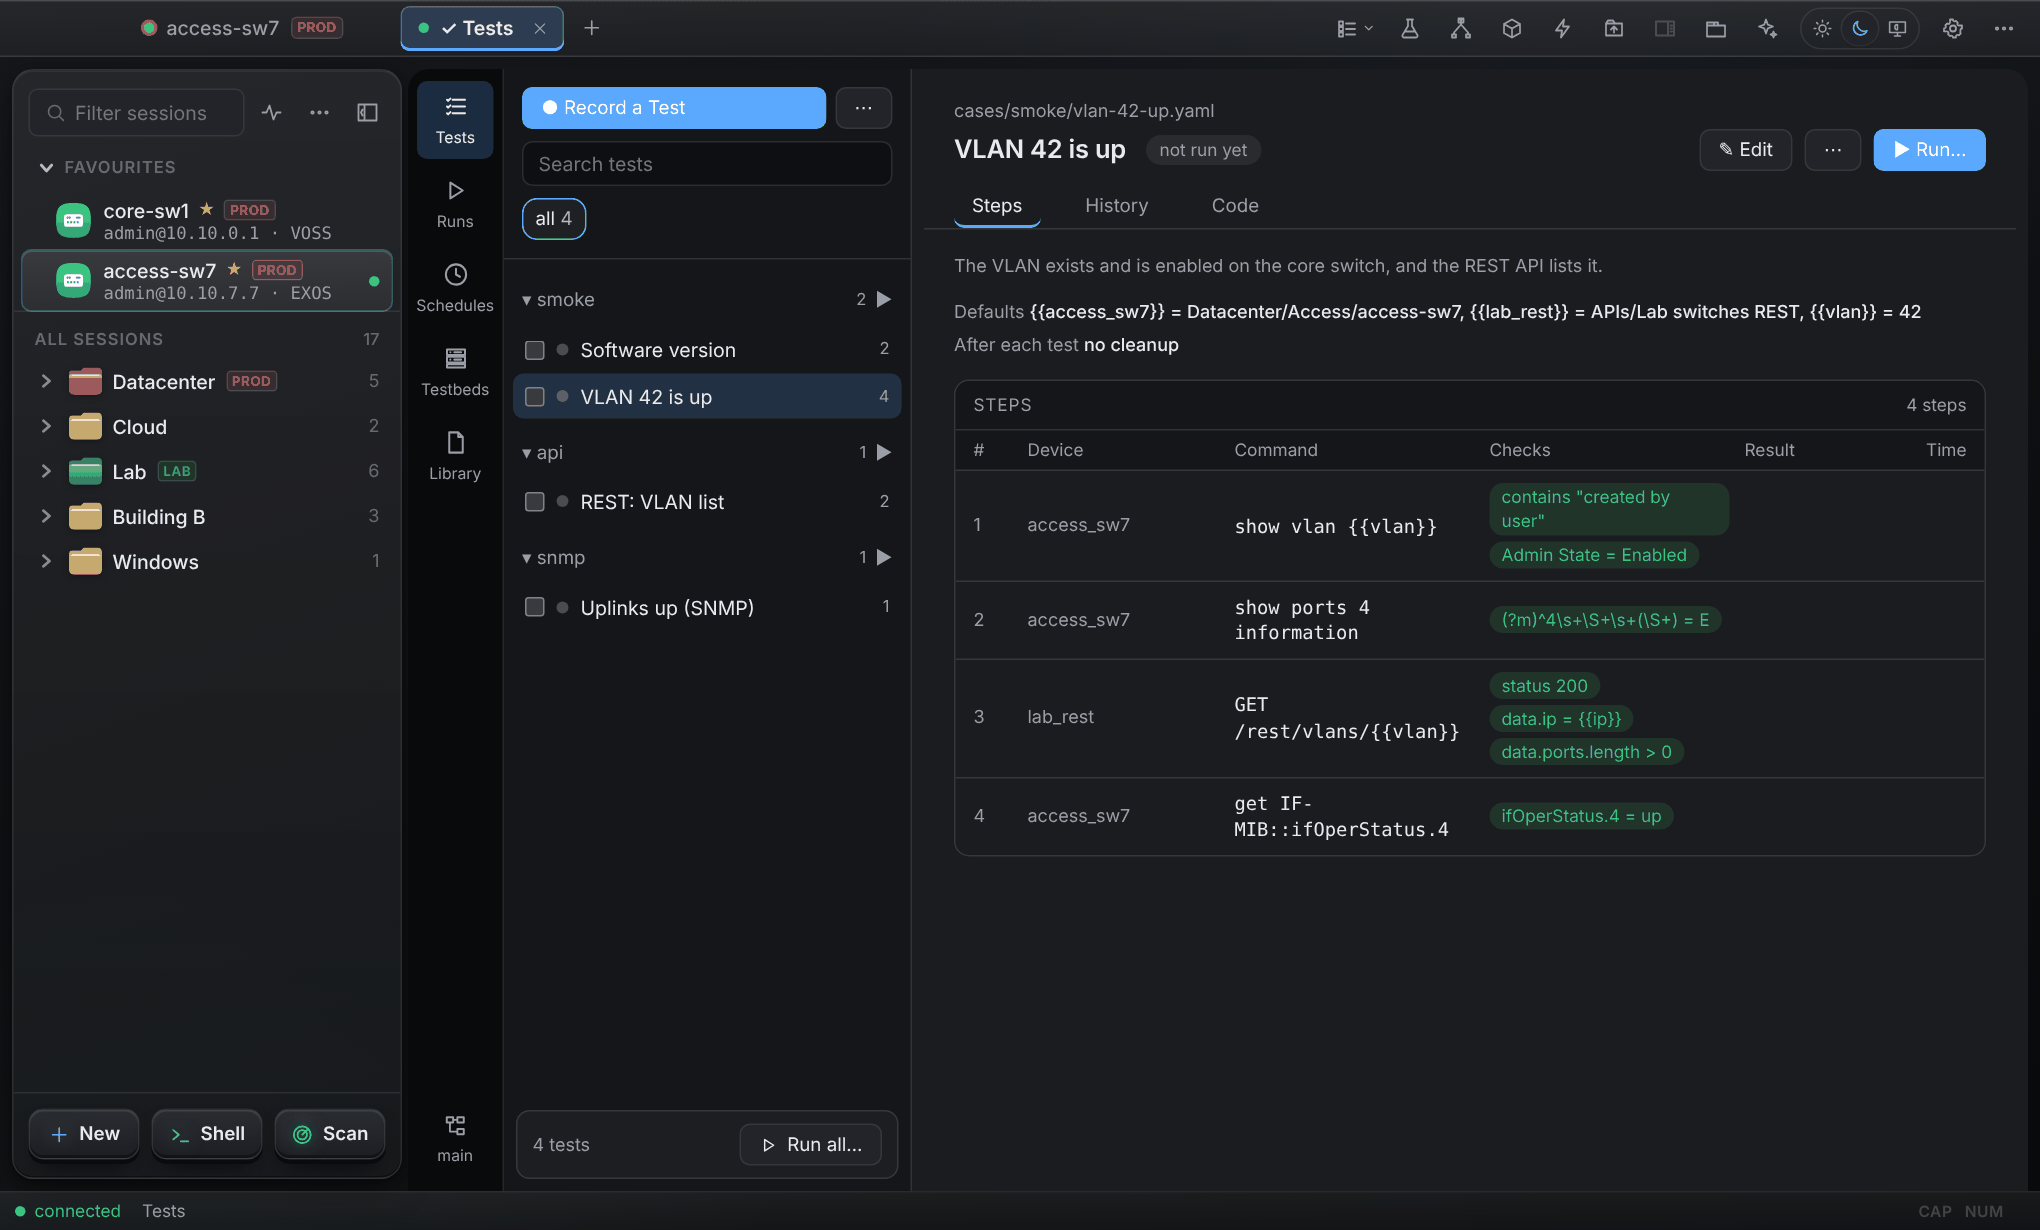 access-sw7 PROD
✓ Tests
Filter sessions
FAVOURITES
core-sw1 ★ PROD
admin@10.10.0.1 · VOSS
access-sw7 ★ PROD
admin@10.10.7.7 · EXOS
ALL SESSIONS 17
Datacenter PROD 5
Cloud 2
Lab LAB 6
Building B 3
Windows 1
+ New
>_ Shell
Scan
Tests
Runs
Schedules
Testbeds
Library
main
Record a Test
...
Search tests
all 4
▾ smoke 2 ▶
Software version 2
VLAN 42 is up 4
▾ api 1 ▶
REST: VLAN list 2
▾ snmp 1 ▶
Uplinks up (SNMP) 1
4 tests
Run all...
cases/smoke/vlan-42-up.yaml
VLAN 42 is up not run yet
✎ Edit
...
▶ Run...
Steps History Code
The VLAN exists and is enabled on the core switch, and the REST API lists it.
Defaults {{access_sw7}} = Datacenter/Access/access-sw7, {{lab_rest}} = APIs/Lab switches REST, {{vlan}} = 42
After each test no cleanup
STEPS 4 steps
# Device Command Checks Result Time
1 access_sw7 show vlan {{vlan}}
contains "created by
user"
Admin State = Enabled
2 access_sw7
show ports 4
information
(?m)^4\s+\S+\s+(\S+) = E
3 lab_rest
GET
/rest/vlans/{{vlan}}
status 200
data.ip = {{ip}}
data.ports.length > 0
4 access_sw7
get IF-
MIB::ifOperStatus.4
ifOperStatus.4 = up
connected Tests
CAP NUM